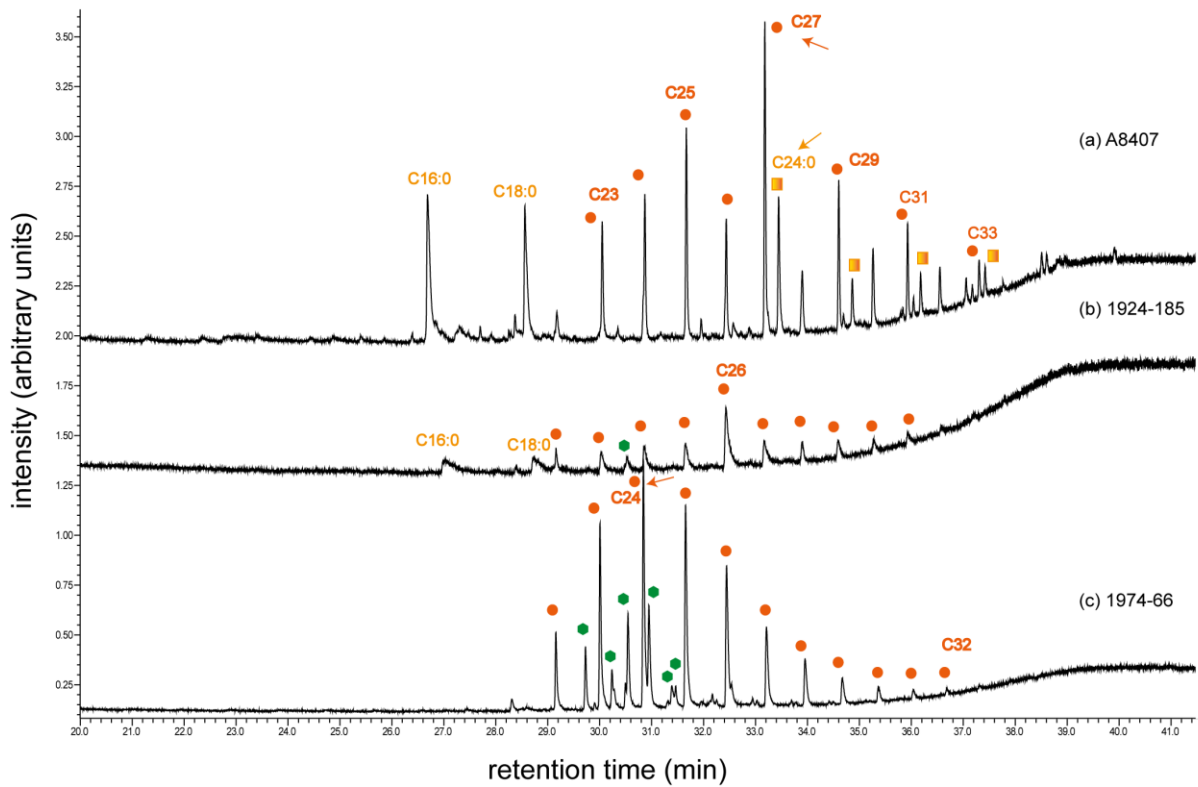 C27
3.50
3.25
C25
3.00
(a) A8407
C24:0
C29
C16:0
C18:0
2.75
C23
C31
2.50
C33
2.25
2.00
(b) 1924-185
C26
1.75
C16:0
C18:0
1.50
1.25
C24
1.00
0.75
(c) 1974-66
0.50
C32
0.25
intensity (arbitrary units)
20.0 21.0 22.0 23.0 24.0 25.0 26.0 27.0 28.0 29.0 30.0 31.0 32.0 33.0 34.0 35.0 36.0 37.0 38.0 39.0 40.0 41.0
retention time (min)